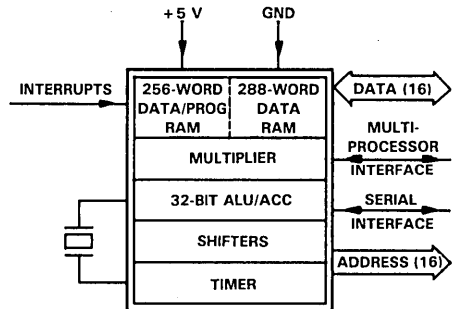 +5 V
GND
INTERRUPTS
256-WORD
DATA/PROG
RAM
288-WORD
DATA
RAM
MULTIPLIER
32-BIT ALU/ACC
SHIFTERS
TIMER
DATA (16)
MULTI-
PROCESSOR
INTERFACE
SERIAL
INTERFACE
ADDRESS (16)